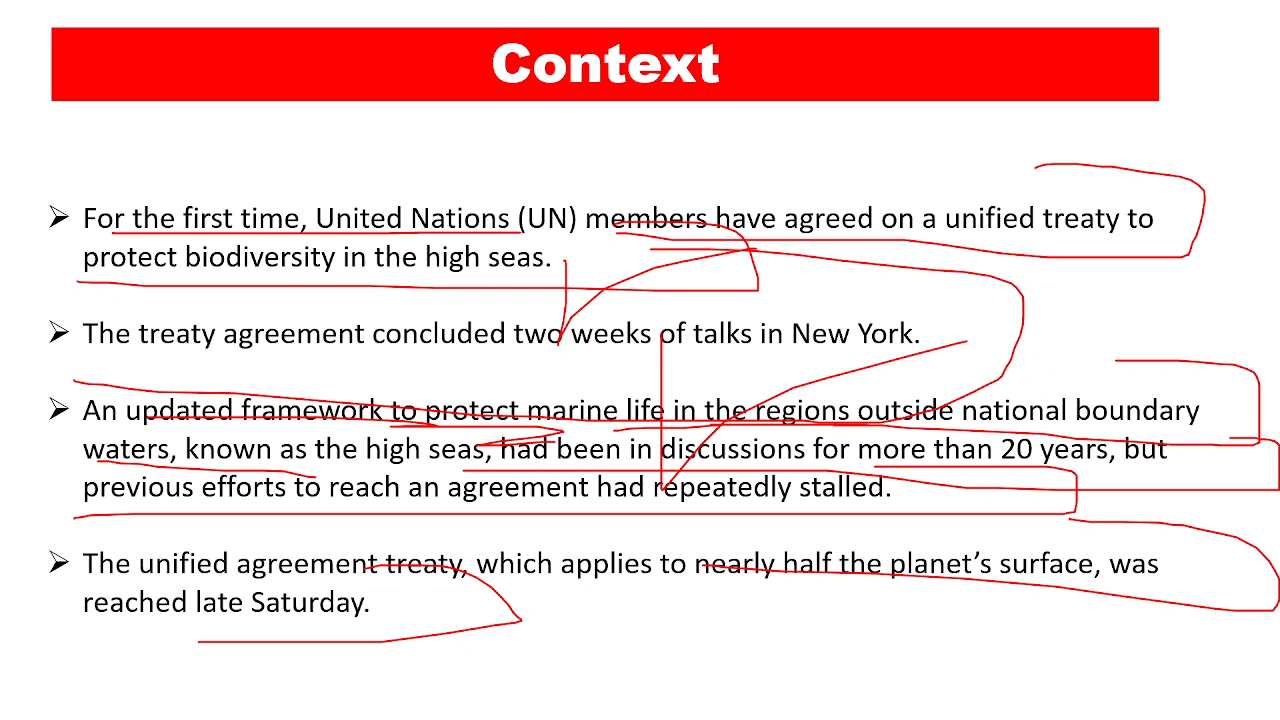 Context
➢ For the first time, United Nations (UN) members have agreed on a unified treaty to
protect biodiversity in the high seas.
➢ The treaty agreement concluded two weeks of talks in New York.
➢ An updated framework to protect marine life in the regions outside national boundary
waters, known as the high seas, had been in discussions for more than 20 years, but
previous efforts to reach an agreement had repeatedly stalled.
➢ The unified agreement treaty, which applies to nearly half the planet’s surface, was
reached late Saturday.